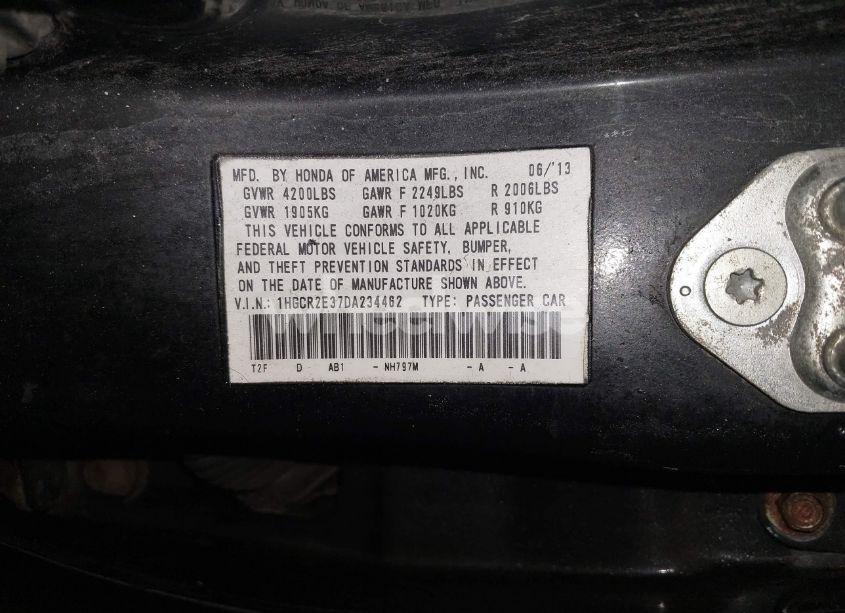 MFD. BY HONDA OF AMERICA MFG., INC. 06/'13
GVWR 4200LBS GAWR F 2249LBS R 2006LBS
GVWR 1905KG GAWR F 1020KG R 910KG
THIS VEHICLE CONFORMS TO ALL APPLICABLE
FEDERAL MOTOR VEHICLE SAFETY, BUMPER,
AND THEFT PREVENTION STANDARDS IN EFFECT
ON THE DATE OF MANUFACTURE SHOWN ABOVE.
V.I.N.: 1HGCR2E37DA234462 TYPE: PASSENGER CAR
wheelwise
T2F D AB1 - NH797M - A - A